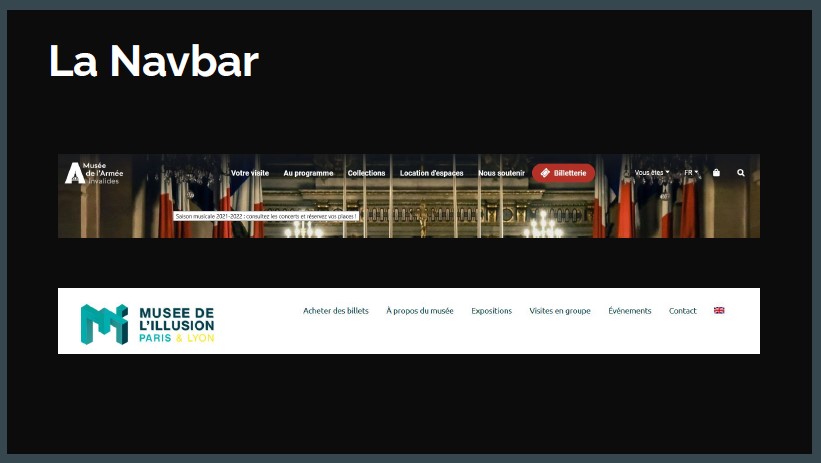 La Navbar
Musée
de l'Armée
Invalides
Votre visite Au programme Collections Location d'espaces Nous soutenir Billetterie Vous êtes FR
Saison musicale 2021-2022 : consultez les concerts et réservez vos places !
MUSEE DE
L'ILLUSION
PARIS & LYON
Acheter des billets À propos du musée Expositions Visites en groupe Événements Contact